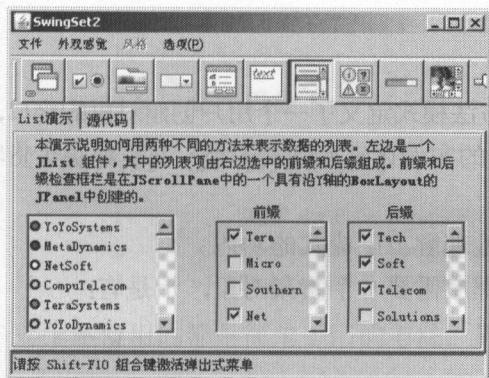 SwingSet2
文件 外观感觉 风格 选项(P)
text
List演示 源代码
本演示说明如何用两种不同的方法来表示数据的列表。左边是一个
JList 组件，其中的列表项由右边选中的前缀和后缀组成。前缀和后
缀检查框栏是在JScrollPane中的一个具有沿Y轴的BoxLayout的
JPanel中创建的。
前缀 后缀
YoYoSystems
MetaDynamics
NetSoft
CompuTelecom
TeraSystems
YoYoDynamics
Tera
Micro
Southern
Net
Tech
Soft
Telecom
Solutions
请按 Shift-F10 组合键激活弹出式菜单